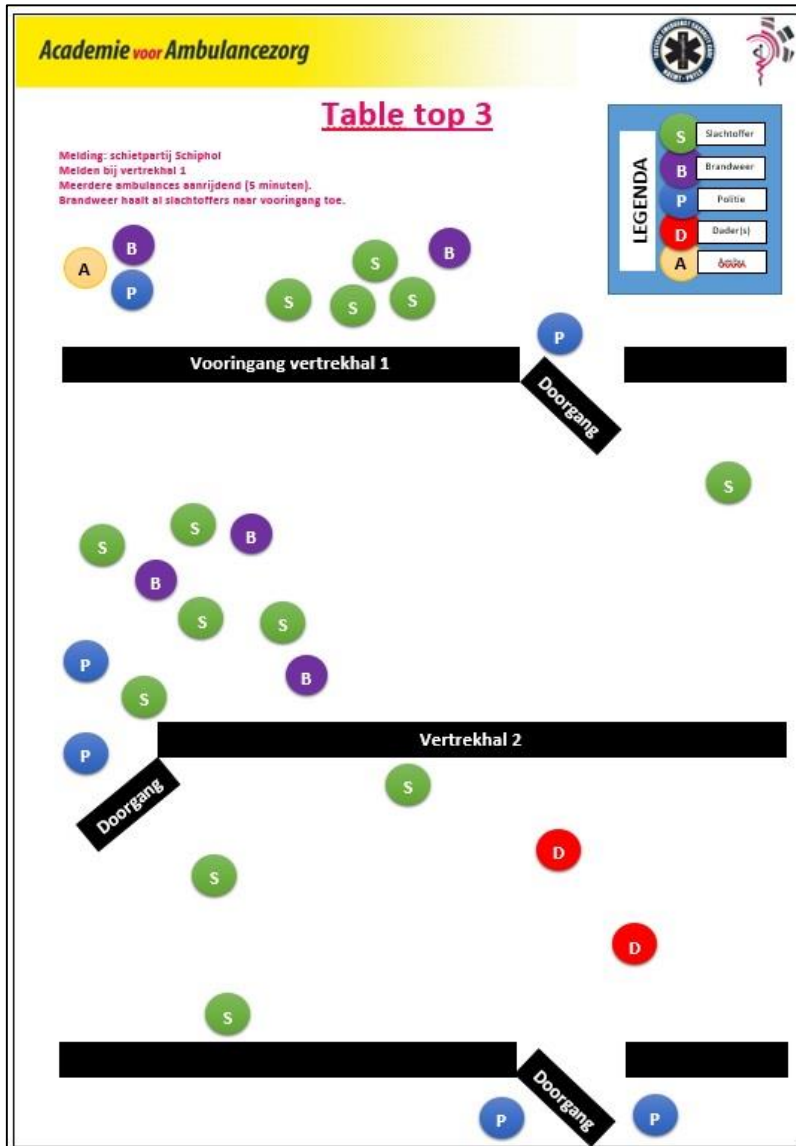 Academie voor Ambulancezorg
Table top 3
Melding: schietpartij Schiphol
Melden bij vertrekhal 1
Meerdere ambulances aanrijdend (5 minuten).
Brandweer haalt al slachtoffers naar vooringang toe.
LEGENDA
S Slachtoffer
B Brandweer
P Politie
D Dader(s)
A Ambu
B
A
P
B
S
S
S
S
P
Vooringang vertrekhal 1
Doorgang
S
S
S
B
B
S
S
P
B
S
P
Vertrekhal 2
Doorgang
S
D
S
D
S
Doorgang
P
P